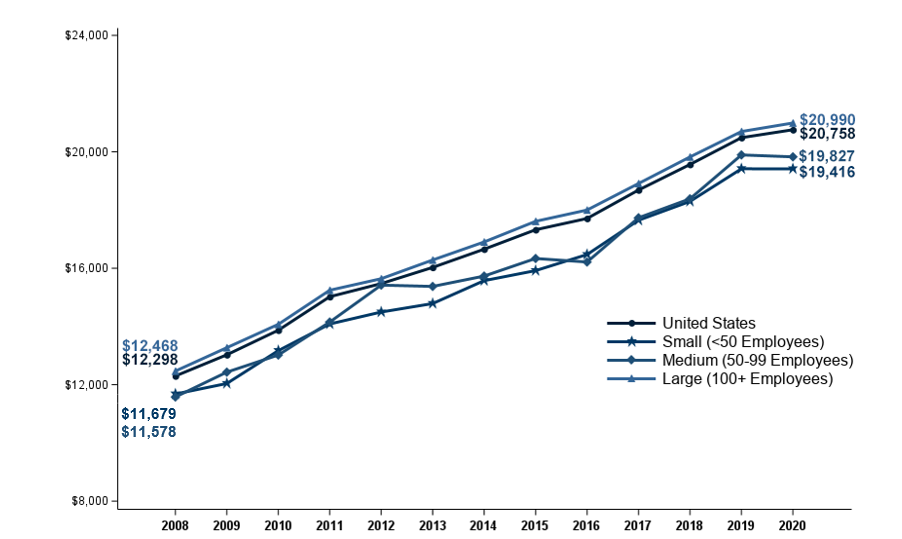 $24,000
$20,000
$16,000
$12,000
$8,000
$20,990
$20,758
$19,827
$19,416
$12,468
$12,298
$11,679
$11,578
United States
Small (<50 Employees)
Medium (50-99 Employees)
Large (100+ Employees)
2008 2009 2010 2011 2012 2013 2014 2015 2016 2017 2018 2019 2020